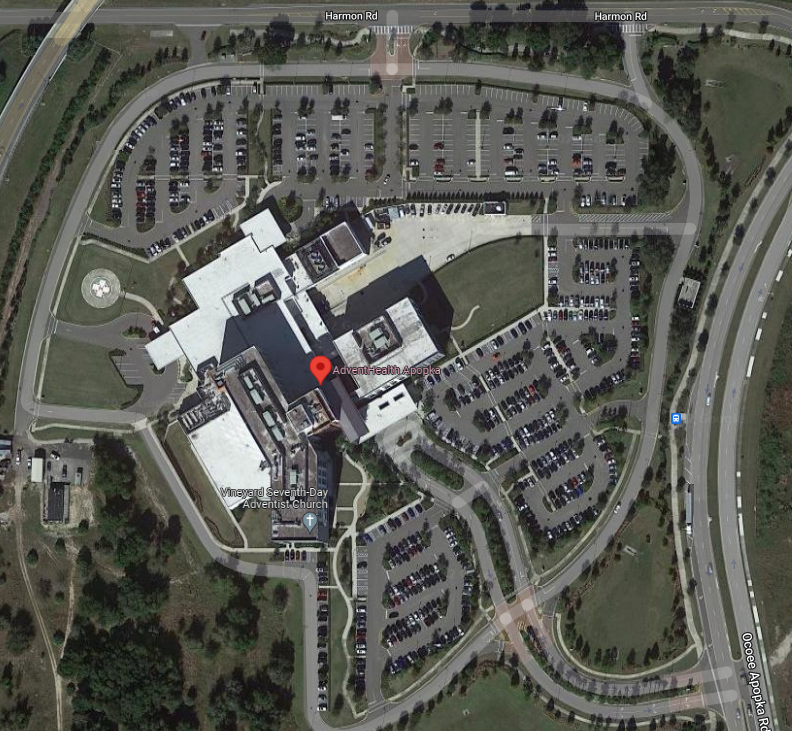 Harmon Rd
Harmon Rd
AdventHealth Apopka
Vineyard Seventh-Day
Adventist Church
Ocoee Apopka Rd